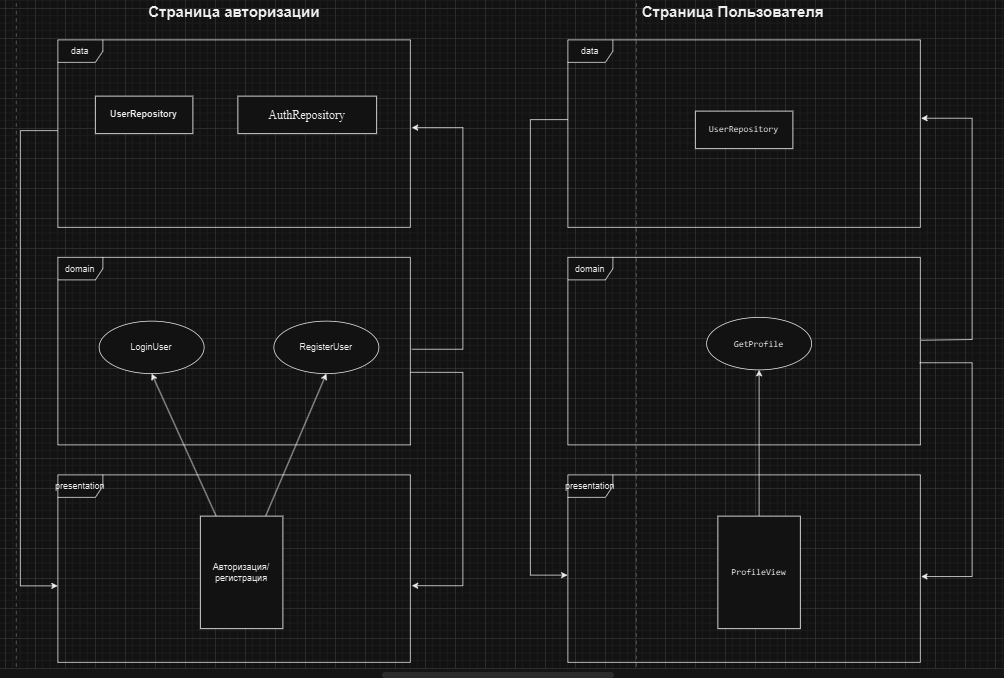 Страница авторизации
data
UserRepository
AuthRepository
domain
LoginUser
RegisterUser
presentation
Авторизация/
регистрация
Страница Пользователя
data
UserRepository
domain
GetProfile
presentation
ProfileView